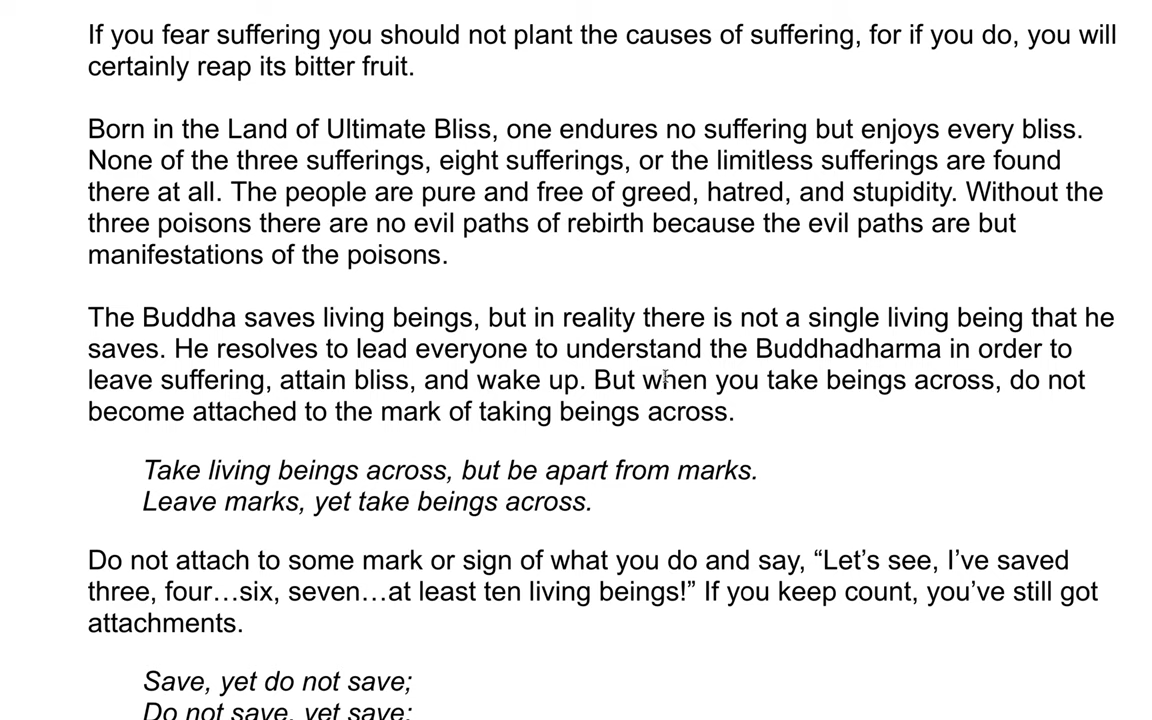 If you fear suffering you should not plant the causes of suffering, for if you do, you will
certainly reap its bitter fruit.
Born in the Land of Ultimate Bliss, one endures no suffering but enjoys every bliss.
None of the three sufferings, eight sufferings, or the limitless sufferings are found
there at all. The people are pure and free of greed, hatred, and stupidity. Without the
three poisons there are no evil paths of rebirth because the evil paths are but
manifestations of the poisons.
The Buddha saves living beings, but in reality there is not a single living being that he
saves. He resolves to lead everyone to understand the Buddhadharma in order to
leave suffering, attain bliss, and wake up. But when you take beings across, do not
become attached to the mark of taking beings across.
Take living beings across, but be apart from marks.
Leave marks, yet take beings across.
Do not attach to some mark or sign of what you do and say, “Let’s see, I’ve saved
three, four…six, seven…at least ten living beings!” If you keep count, you’ve still got
attachments.
Save, yet do not save;
Do not save, yet save;